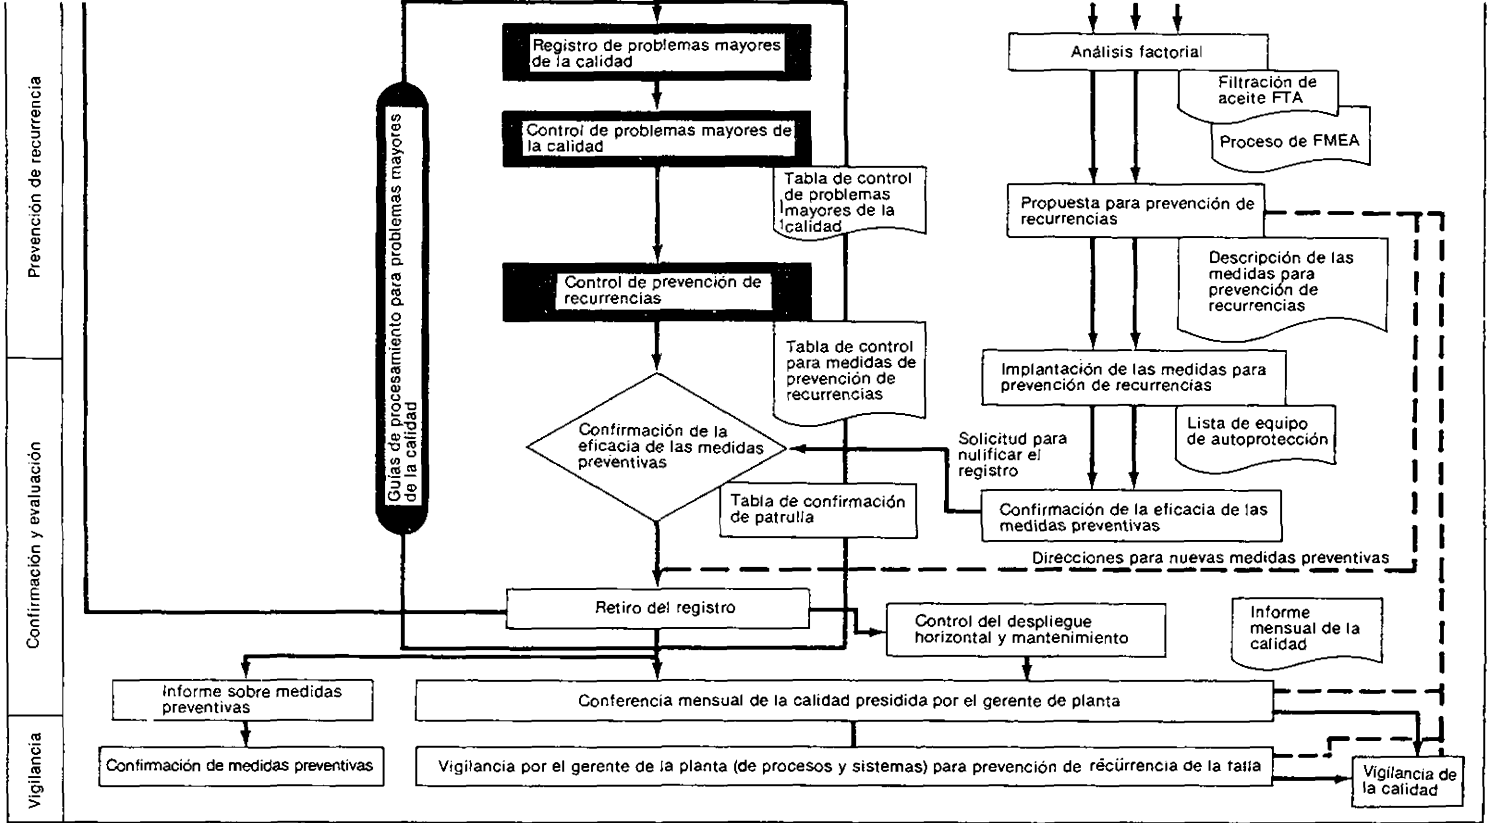 Prevención de recurrencia
Confirmación y evaluación
Vigilancia
Guías de procesamiento para problemas mayores
de la calidad
Registro de problemas mayores
de la calidad
Control de problemas mayores de
la calidad
Tabla de control
de problemas
mayores de la
calidad
Control de prevención de
recurrencias
Tabla de control
para medidas de
prevención de
recurrencias
Confirmación de la
eficacia de las medidas
preventivas
Tabla de confirmación
de patrulla
Análisis factorial
Filtración de
aceite FTA
Proceso de FMEA
Propuesta para prevención de
recurrencias
Descripción de las
medidas para
prevención de
recurrencias
Implantación de las medidas para
prevención de recurrencias
Lista de equipo
de autoprotección
Solicitud para
nulificar el
registro
Confirmación de la eficacia de las
medidas preventivas
Direcciones para nuevas medidas preventivas
Retiro del registro
Control del despliegue
horizontal y mantenimiento
Informe
mensual de la
calidad
Informe sobre medidas
preventivas
Conferencia mensual de la calidad presidida por el gerente de planta
Confirmación de medidas preventivas
Vigilancia por el gerente de la planta (de procesos y sistemas) para prevención de recurrencia de la falla
Vigilancia de
la calidad